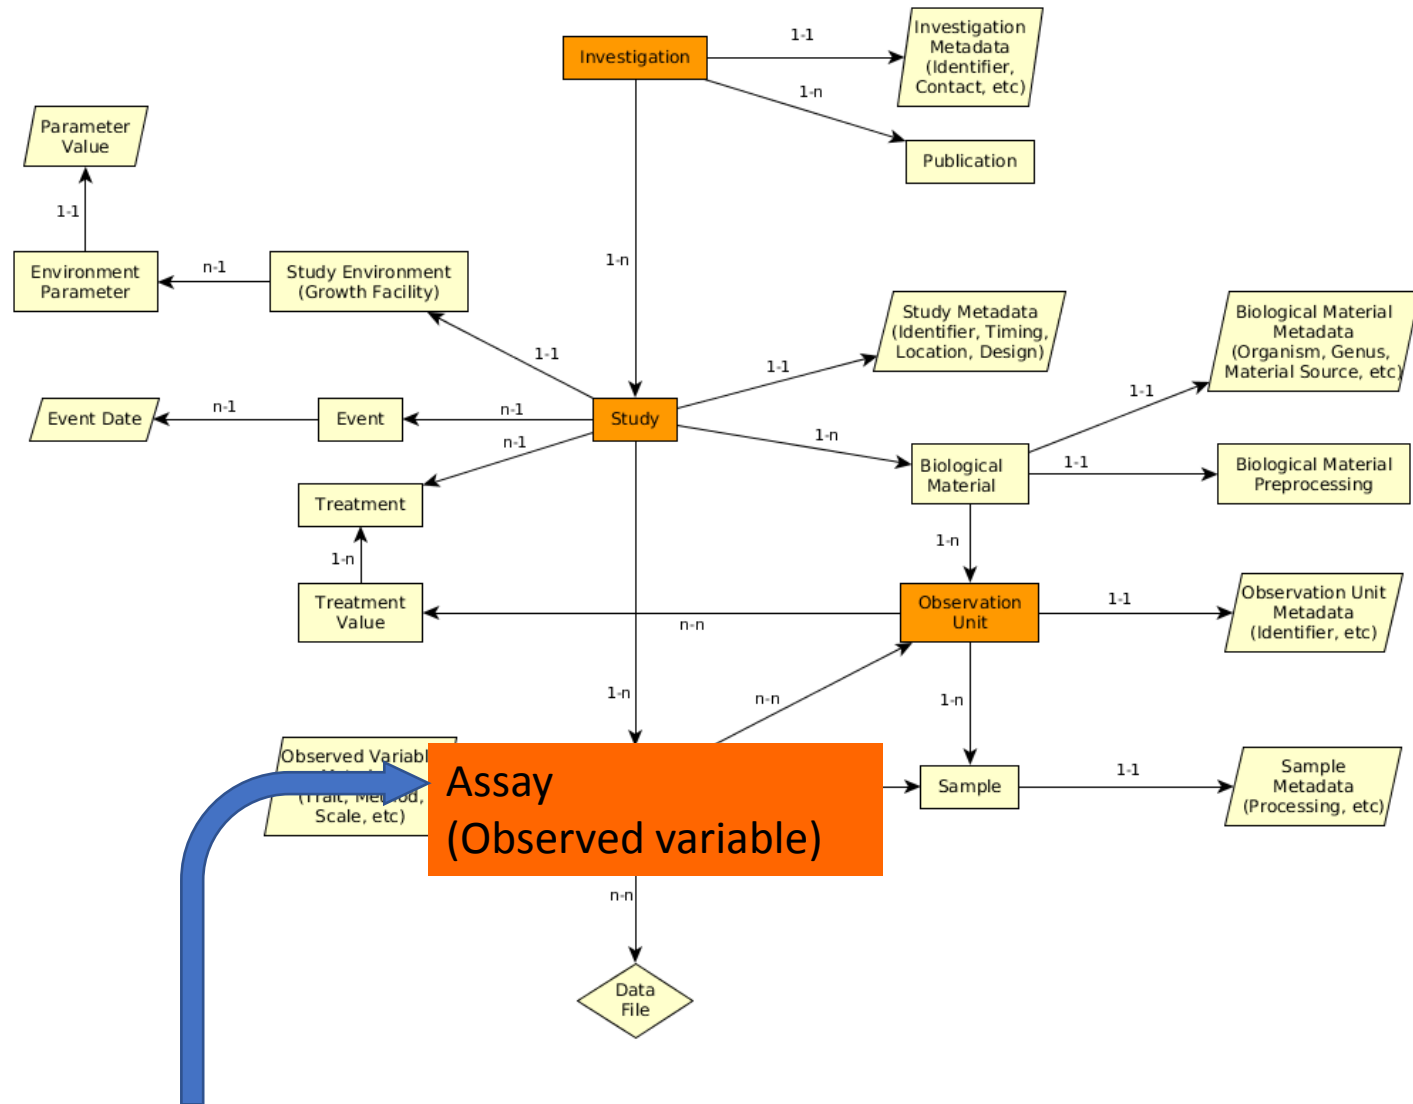 Investigation
1-1
Investigation
Metadata
(Identifier,
Contact, etc)
1-n
Publication
Parameter
Value
1-1
Environment
Parameter
n-1
Study Environment
(Growth Facility)
1-n
1-1
Study Metadata
(Identifier, Timing,
Location, Design)
1-1
Biological Material
Metadata
(Organism, Genus,
Material Source, etc)
1-1
Event Date
n-1
Event
n-1
Study
1-n
Biological
Material
1-1
Biological Material
Preprocessing
n-1
Treatment
1-n
Treatment
Value
n-n
1-n
Observation
Unit
1-1
Observation Unit
Metadata
(Identifier, etc)
1-n
n-n
1-n
Observed Variabl
(Trait, Method,
Scale, etc)
Assay
(Observed variable)
Sample
1-1
Sample
Metadata
(Processing, etc)
n-n
Data
File